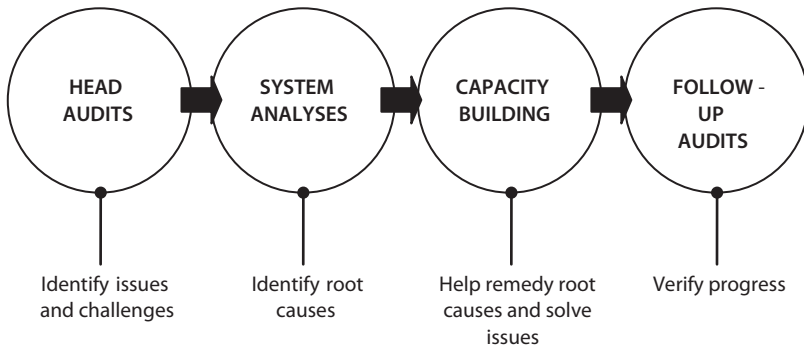 HEAD
AUDITS
SYSTEM
ANALYSES
CAPACITY
BUILDING
FOLLOW -
UP
AUDITS
Identify issues
and challenges
Identify root
causes
Help remedy root
causes and solve
issues
Verify progress